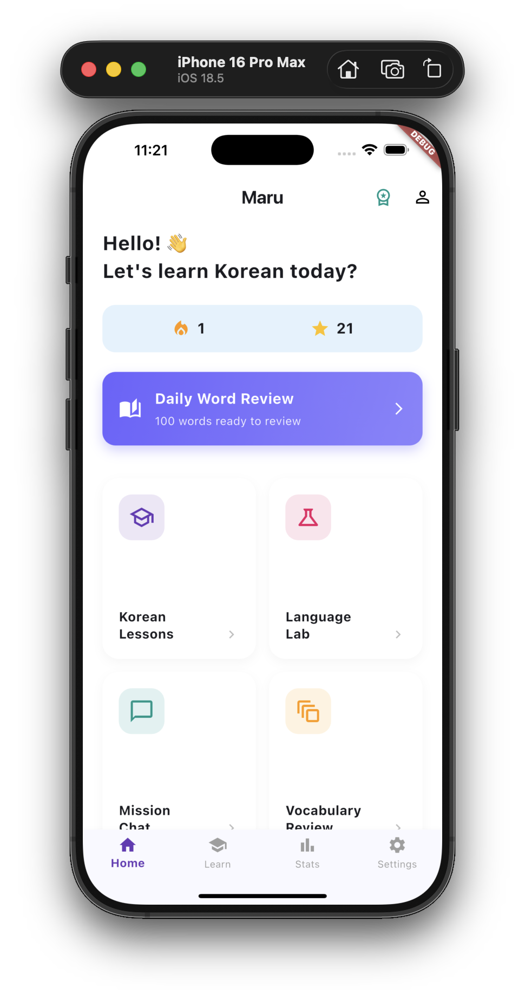 iPhone 16 Pro Max
iOS 18.5
11:21
DEBUG
Maru
Hello! 👋
Let's learn Korean today?
1
21
Daily Word Review
100 words ready to review
Korean
Lessons
Language
Lab
Mission
Chat
Vocabulary
Review
Home
Learn
Stats
Settings